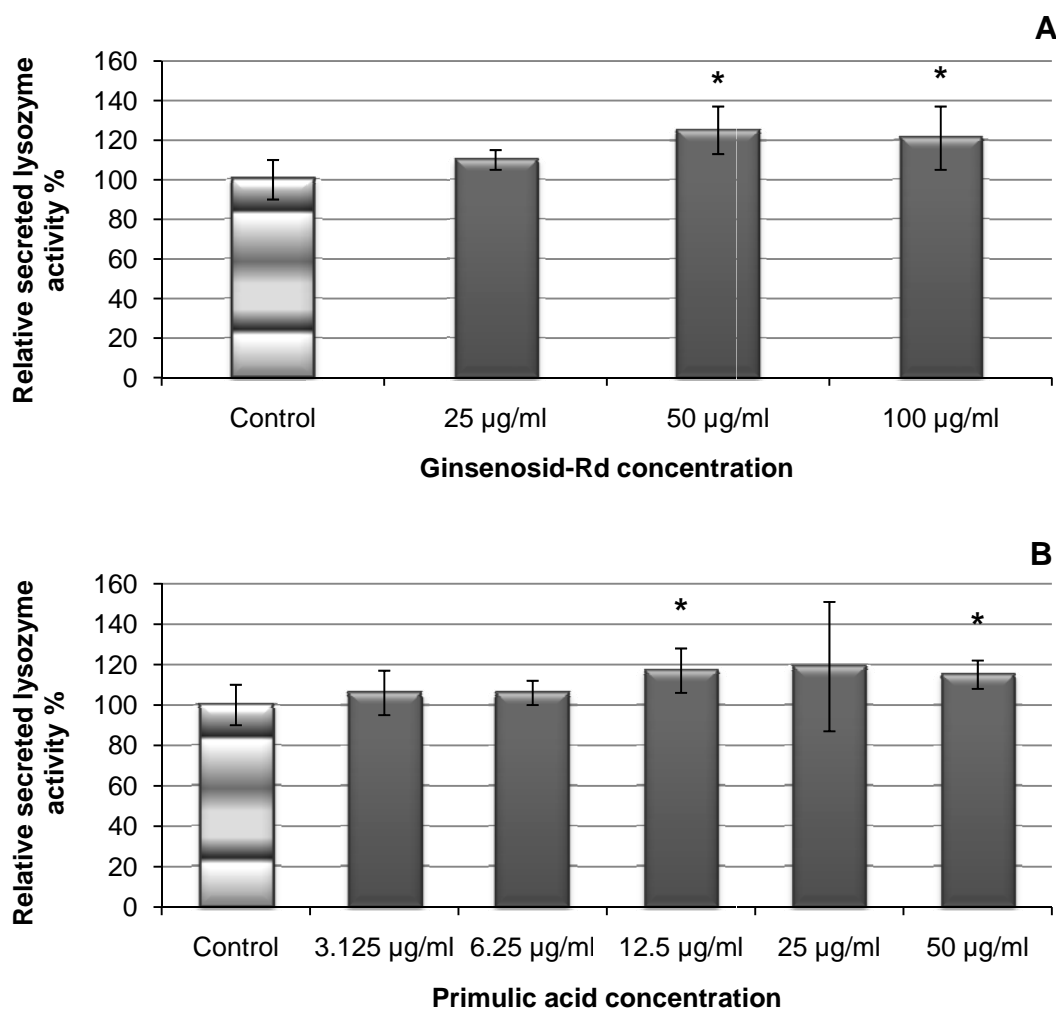 A
Relative secreted lysozyme
activity %
160
140
120
100
80
60
40
20
0
*
*
Control
25 µg/ml
50 µg/ml
100 µg/ml
Ginsenosid-Rd concentration
B
Relative secreted lysozyme
activity %
160
140
120
100
80
60
40
20
0
*
*
Control
3.125 µg/ml
6.25 µg/ml
12.5 µg/ml
25 µg/ml
50 µg/ml
Primulic acid concentration